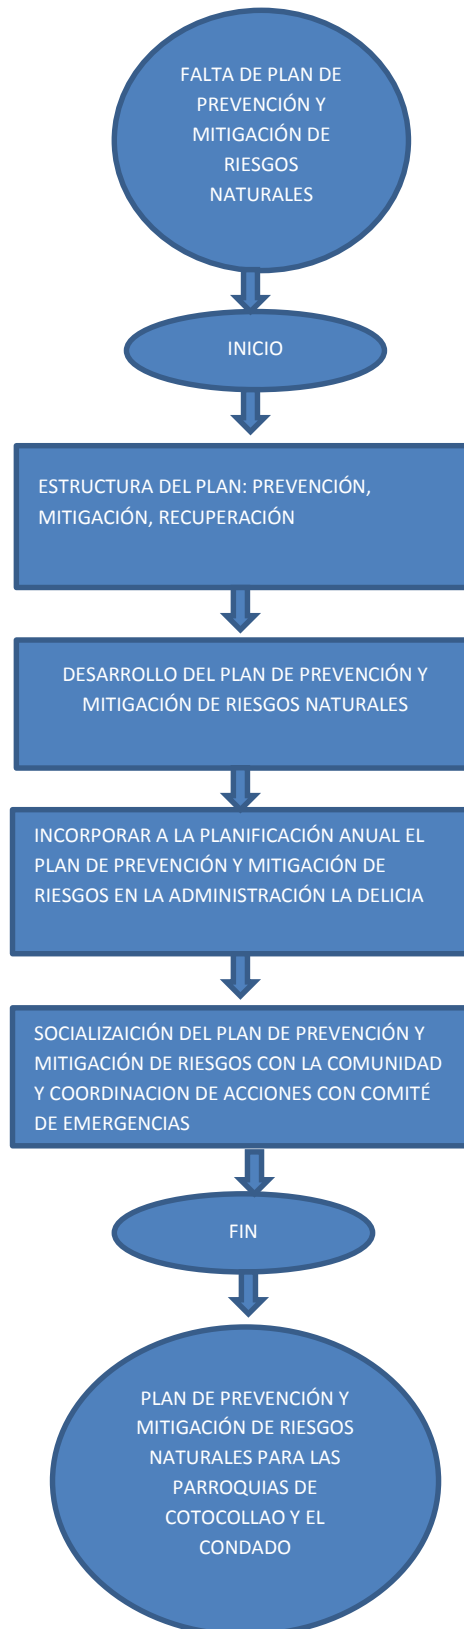 FALTA DE PLAN DE
PREVENCIÓN Y
MITIGACIÓN DE
RIESGOS
NATURALES
INICIO
ESTRUCTURA DEL PLAN: PREVENCIÓN,
MITIGACIÓN, RECUPERACIÓN
DESARROLLO DEL PLAN DE PREVENCIÓN Y
MITIGACIÓN DE RIESGOS NATURALES
INCORPORAR A LA PLANIFICACIÓN ANUAL EL
PLAN DE PREVENCIÓN Y MITIGACIÓN DE
RIESGOS EN LA ADMINISTRACIÓN LA DELICIA
SOCIALIZAICIÓN DEL PLAN DE PREVENCIÓN Y
MITIGACIÓN DE RIESGOS CON LA COMUNIDAD
Y COORDINACION DE ACCIONES CON COMITÉ
DE EMERGENCIAS
FIN
PLAN DE PREVENCIÓN Y
MITIGACIÓN DE RIESGOS
NATURALES PARA LAS
PARROQUIAS DE
COTOCOLLAO Y EL
CONDADO